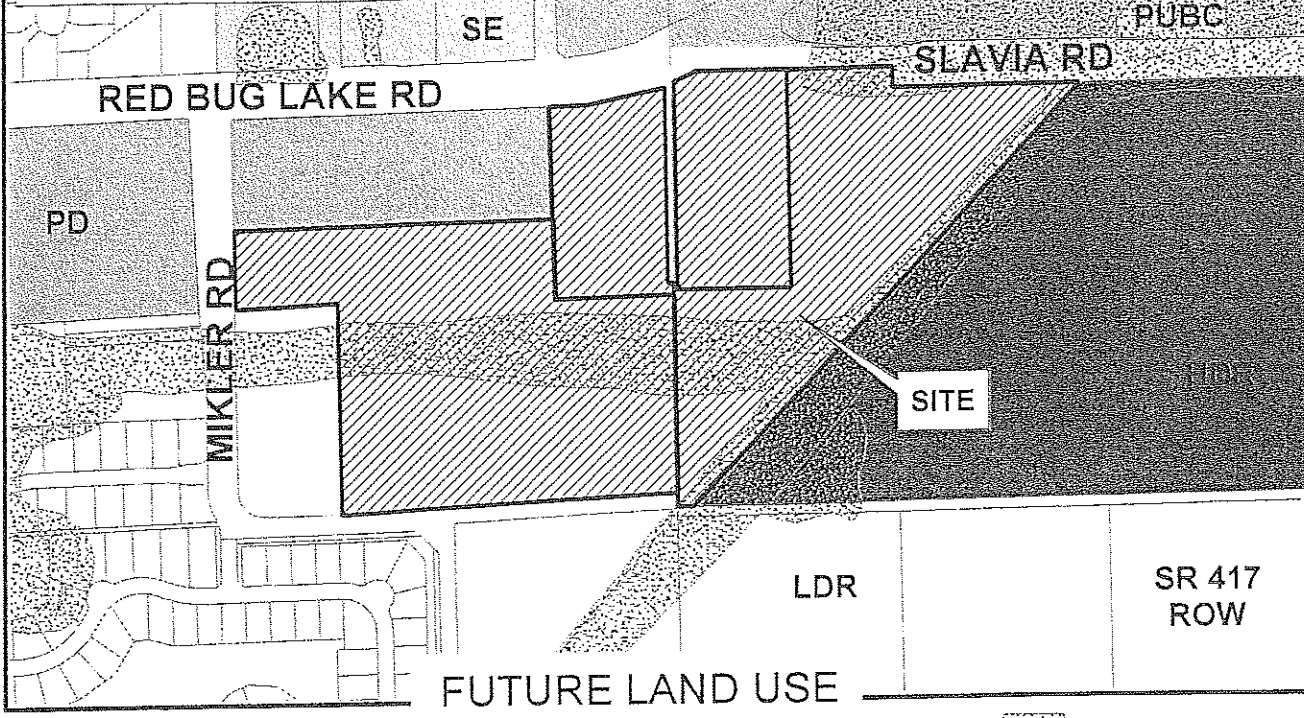 SE
PUBC
SLAVIA RD
RED BUG LAKE RD
PD
MIKLER RD
SITE
LDR
SR 417
ROW
FUTURE LAND USE